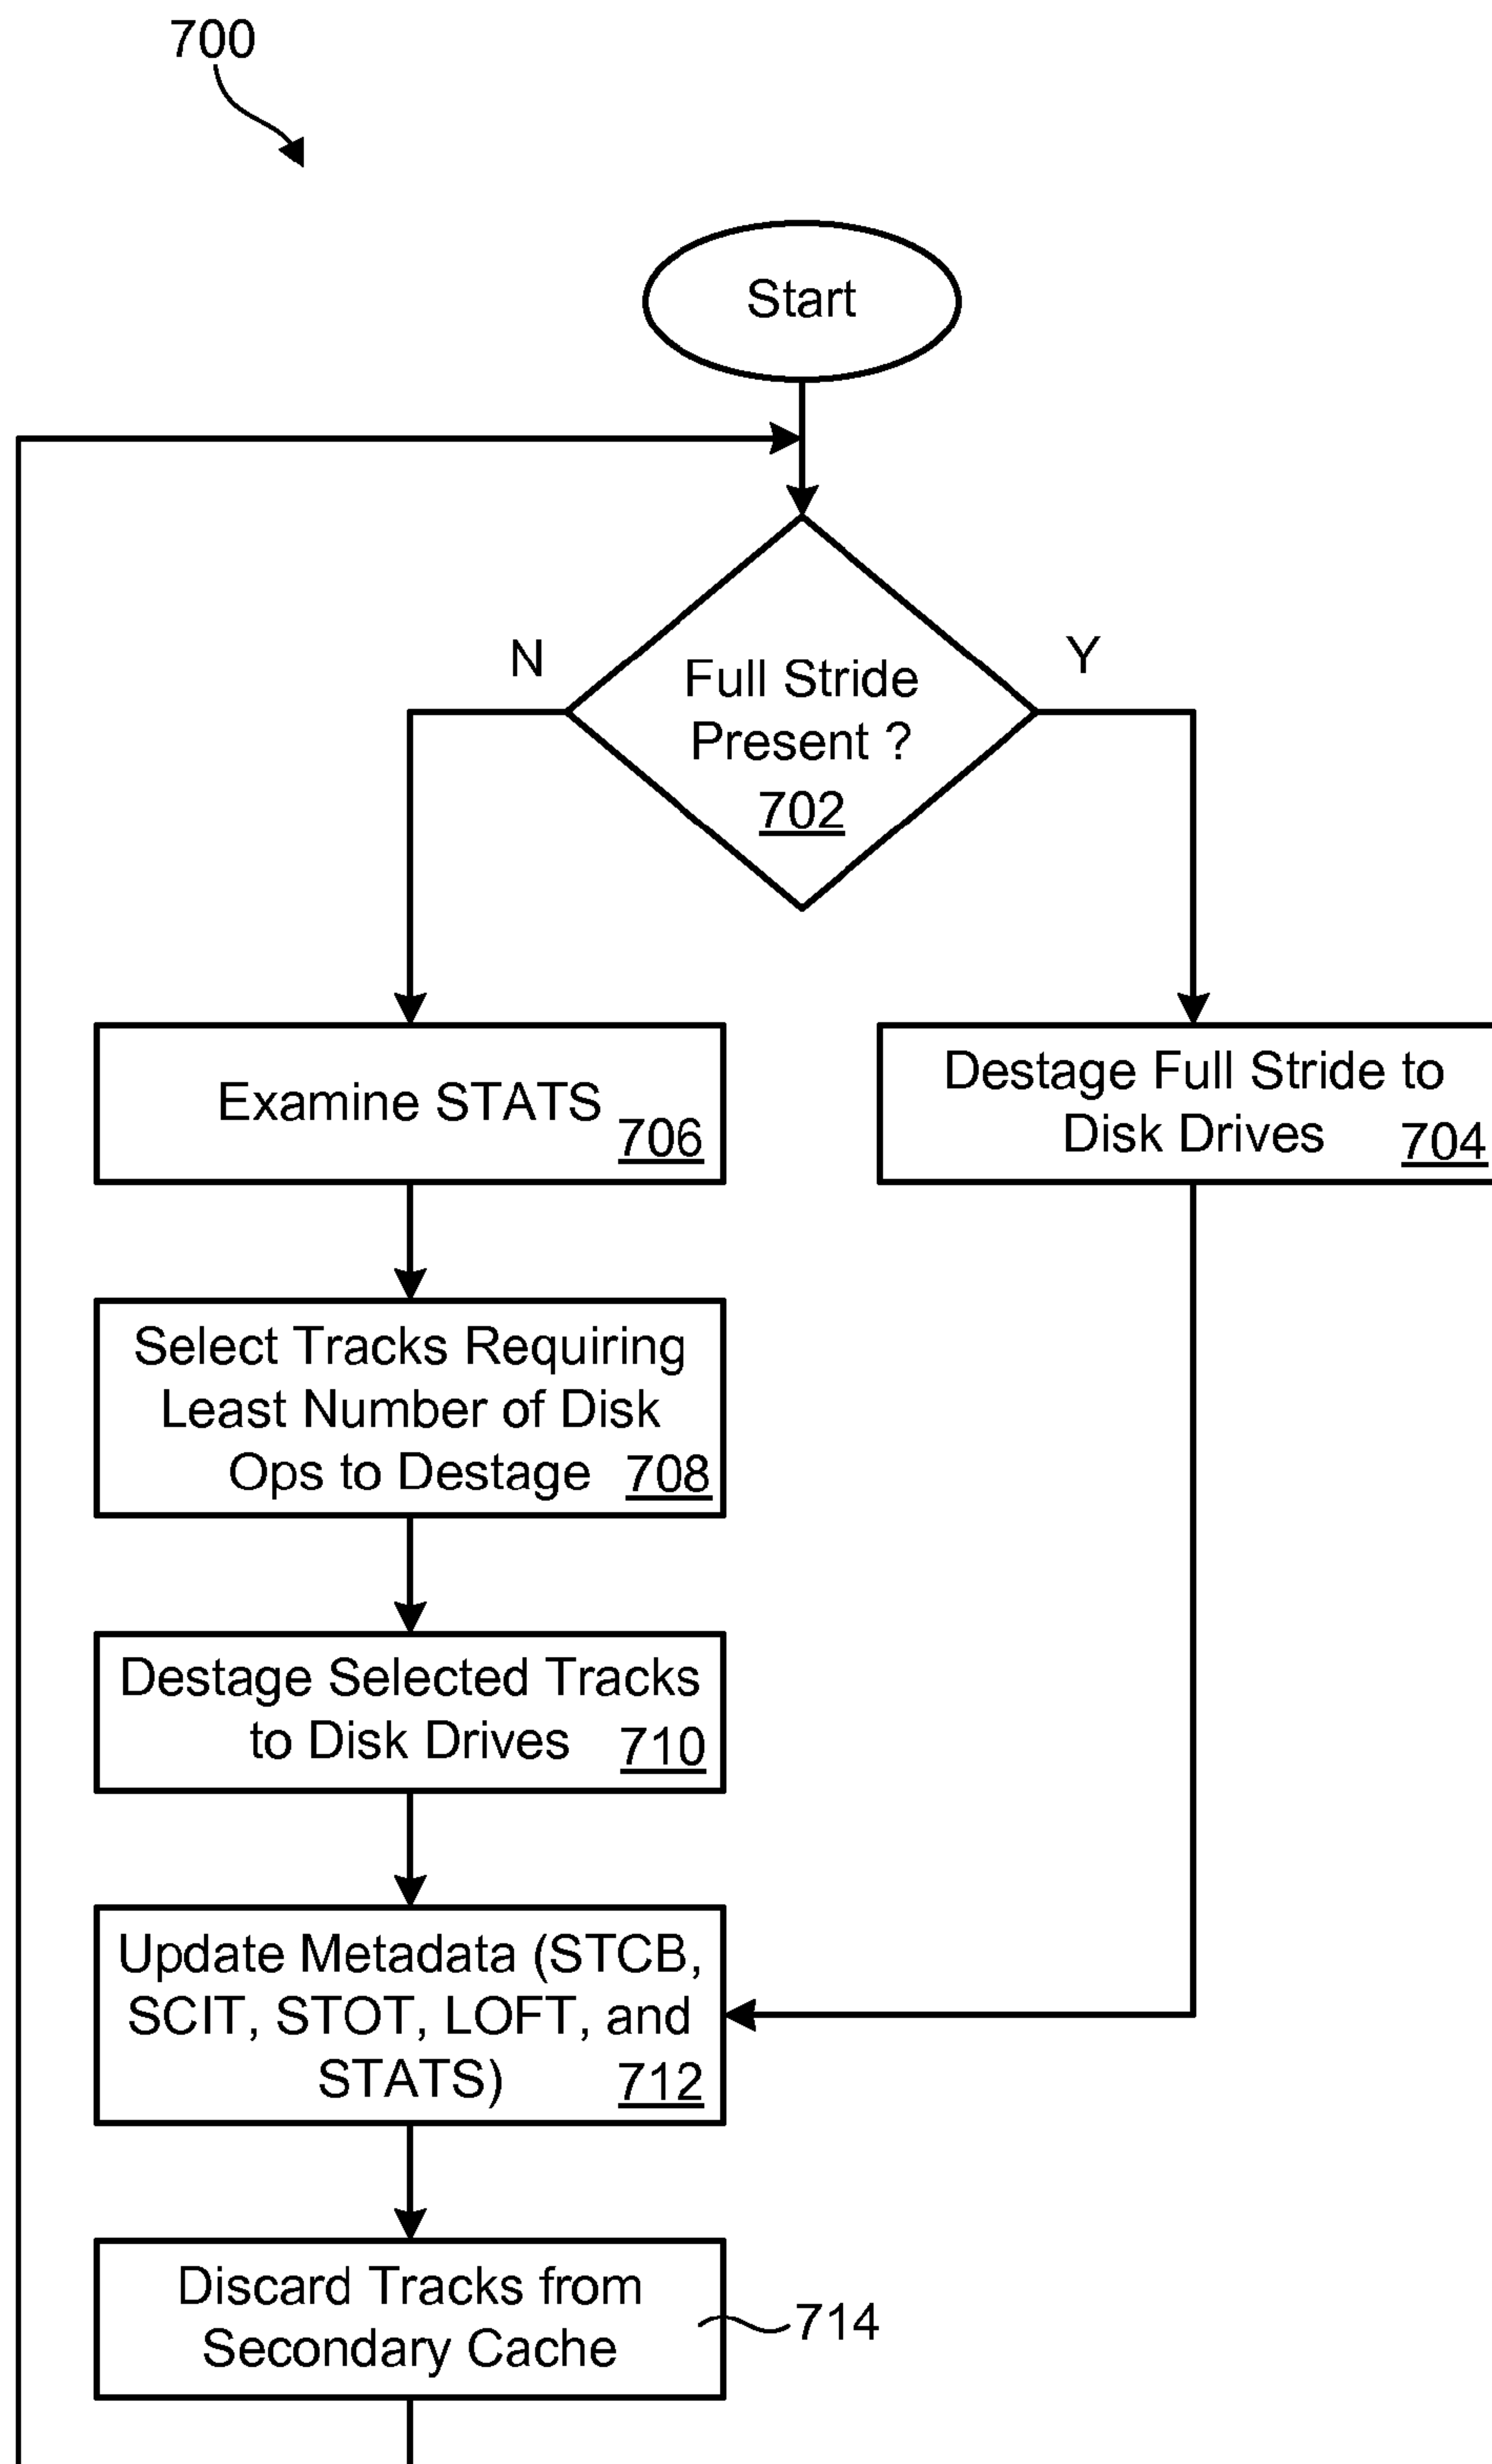 700
Start
N
Y
Full Stride
Present ?
702
Examine STATS
706
Destage Full Stride to
Disk Drives 704
Select Tracks Requiring
Least Number of Disk
Ops to Destage 708
Destage Selected Tracks
to Disk Drives 710
Update Metadata (STCB,
SCIT, STOT, LOFT, and
STATS) 712
Discard Tracks from
Secondary Cache
714